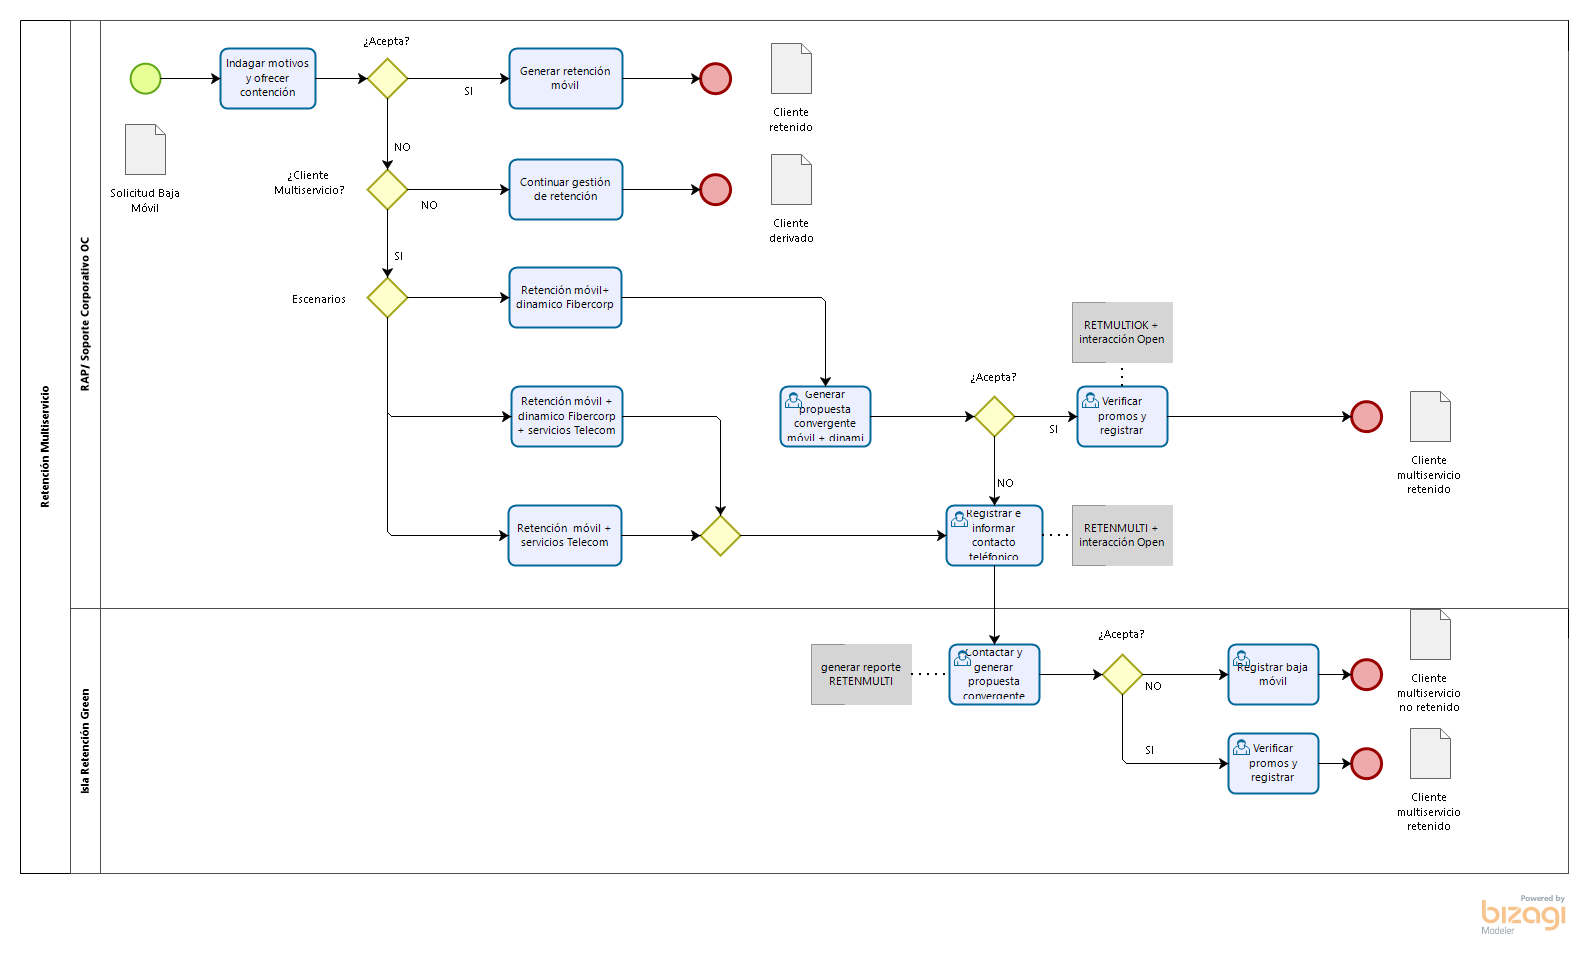 Retención Multiservicio
RAP/ Soporte Corporativo OC
¿Acepta?
Indagar motivos
y ofrecer
contención
SI
Generar retención
móvil
Cliente
retenido
Solicitud Baja
Móvil
NO
¿Cliente
Multiservicio?
NO
Continuar gestión
de retención
Cliente
derivado
SI
Escenarios
Retención móvil+
dinamico Fibercorp
RETMULTIOK +
interacción Open
Retención móvil +
dinamico Fibercorp
+ servicios Telecom
Generar
propuesta
convergente
móvil + dinami
¿Acepta?
SI
Verificar
promos y
registrar
Cliente
multiservicio
retenido
NO
Retención  móvil +
servicios Telecom
Registrar e
informar
contacto
teléfonico
RETENMULTI +
interacción Open
Isla Retención Green
generar reporte
RETENMULTI
Contactar y
generar
propuesta
convergente
¿Acepta?
NO
Registrar baja
móvil
Cliente
multiservicio
no retenido
SI
Verificar
promos y
registrar
Cliente
multiservicio
retenido
Powered by
bizagi
Modeler